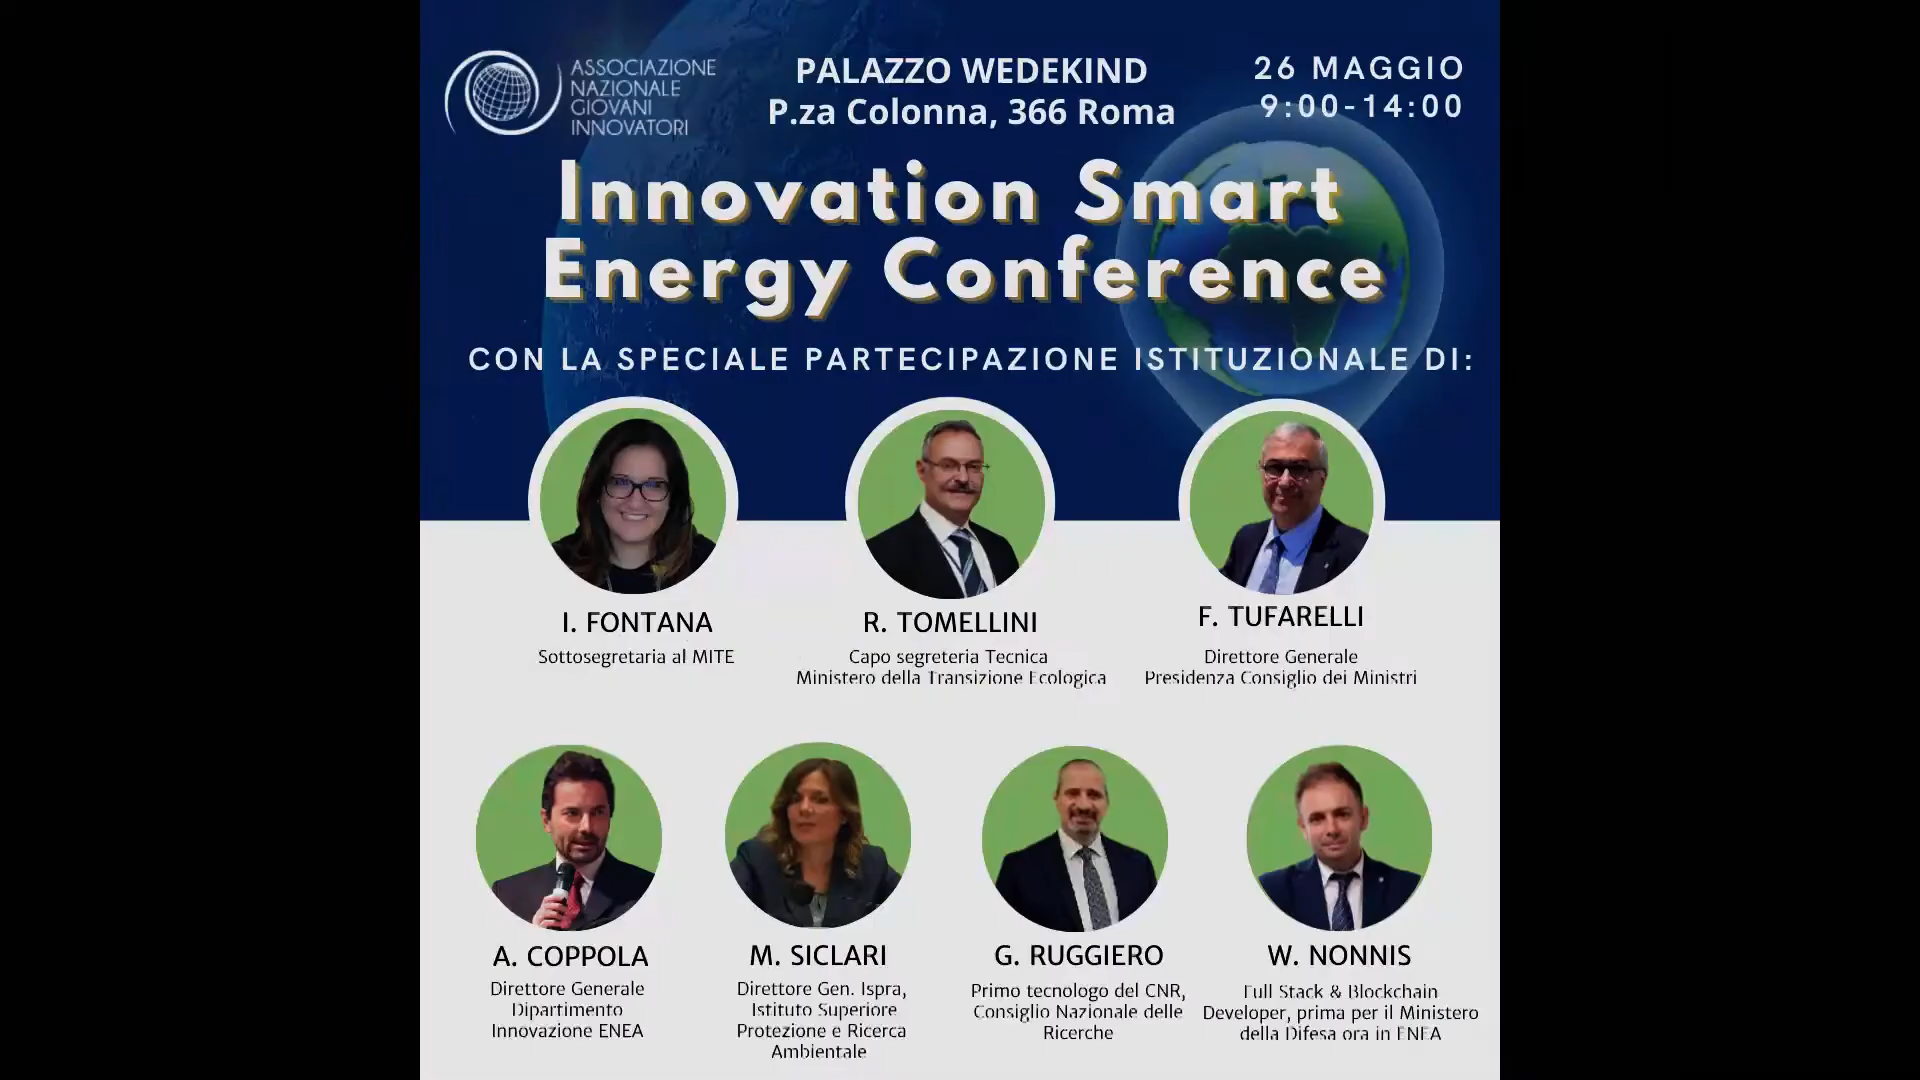 ASSOCIAZIONE
NAZIONALE
GIOVANI
INNOVATORI
PALAZZO WEDEKIND
P.za Colonna, 366 Roma
26 MAGGIO
9:00-14:00
Innovation Smart
Energy Conference
CON LA SPECIALE PARTECIPAZIONE ISTITUZIONALE DI:
I. FONTANA
Sottosegretaria al MITE
R. TOMELLINI
Capo segreteria Tecnica
Ministero della Transizione Ecologica
F. TUFARELLI
Direttore Generale
Presidenza Consiglio dei Ministri
A. COPPOLA
Direttore Generale
Dipartimento
Innovazione ENEA
M. SICLARI
Direttore Gen. Ispra,
Istituto Superiore
Protezione e Ricerca
Ambientale
G. RUGGIERO
Primo tecnologo del CNR,
Consiglio Nazionale delle
Ricerche
W. NONNIS
Full Stack & Blockchain
Developer, prima per il Ministero
della Difesa ora in ENEA